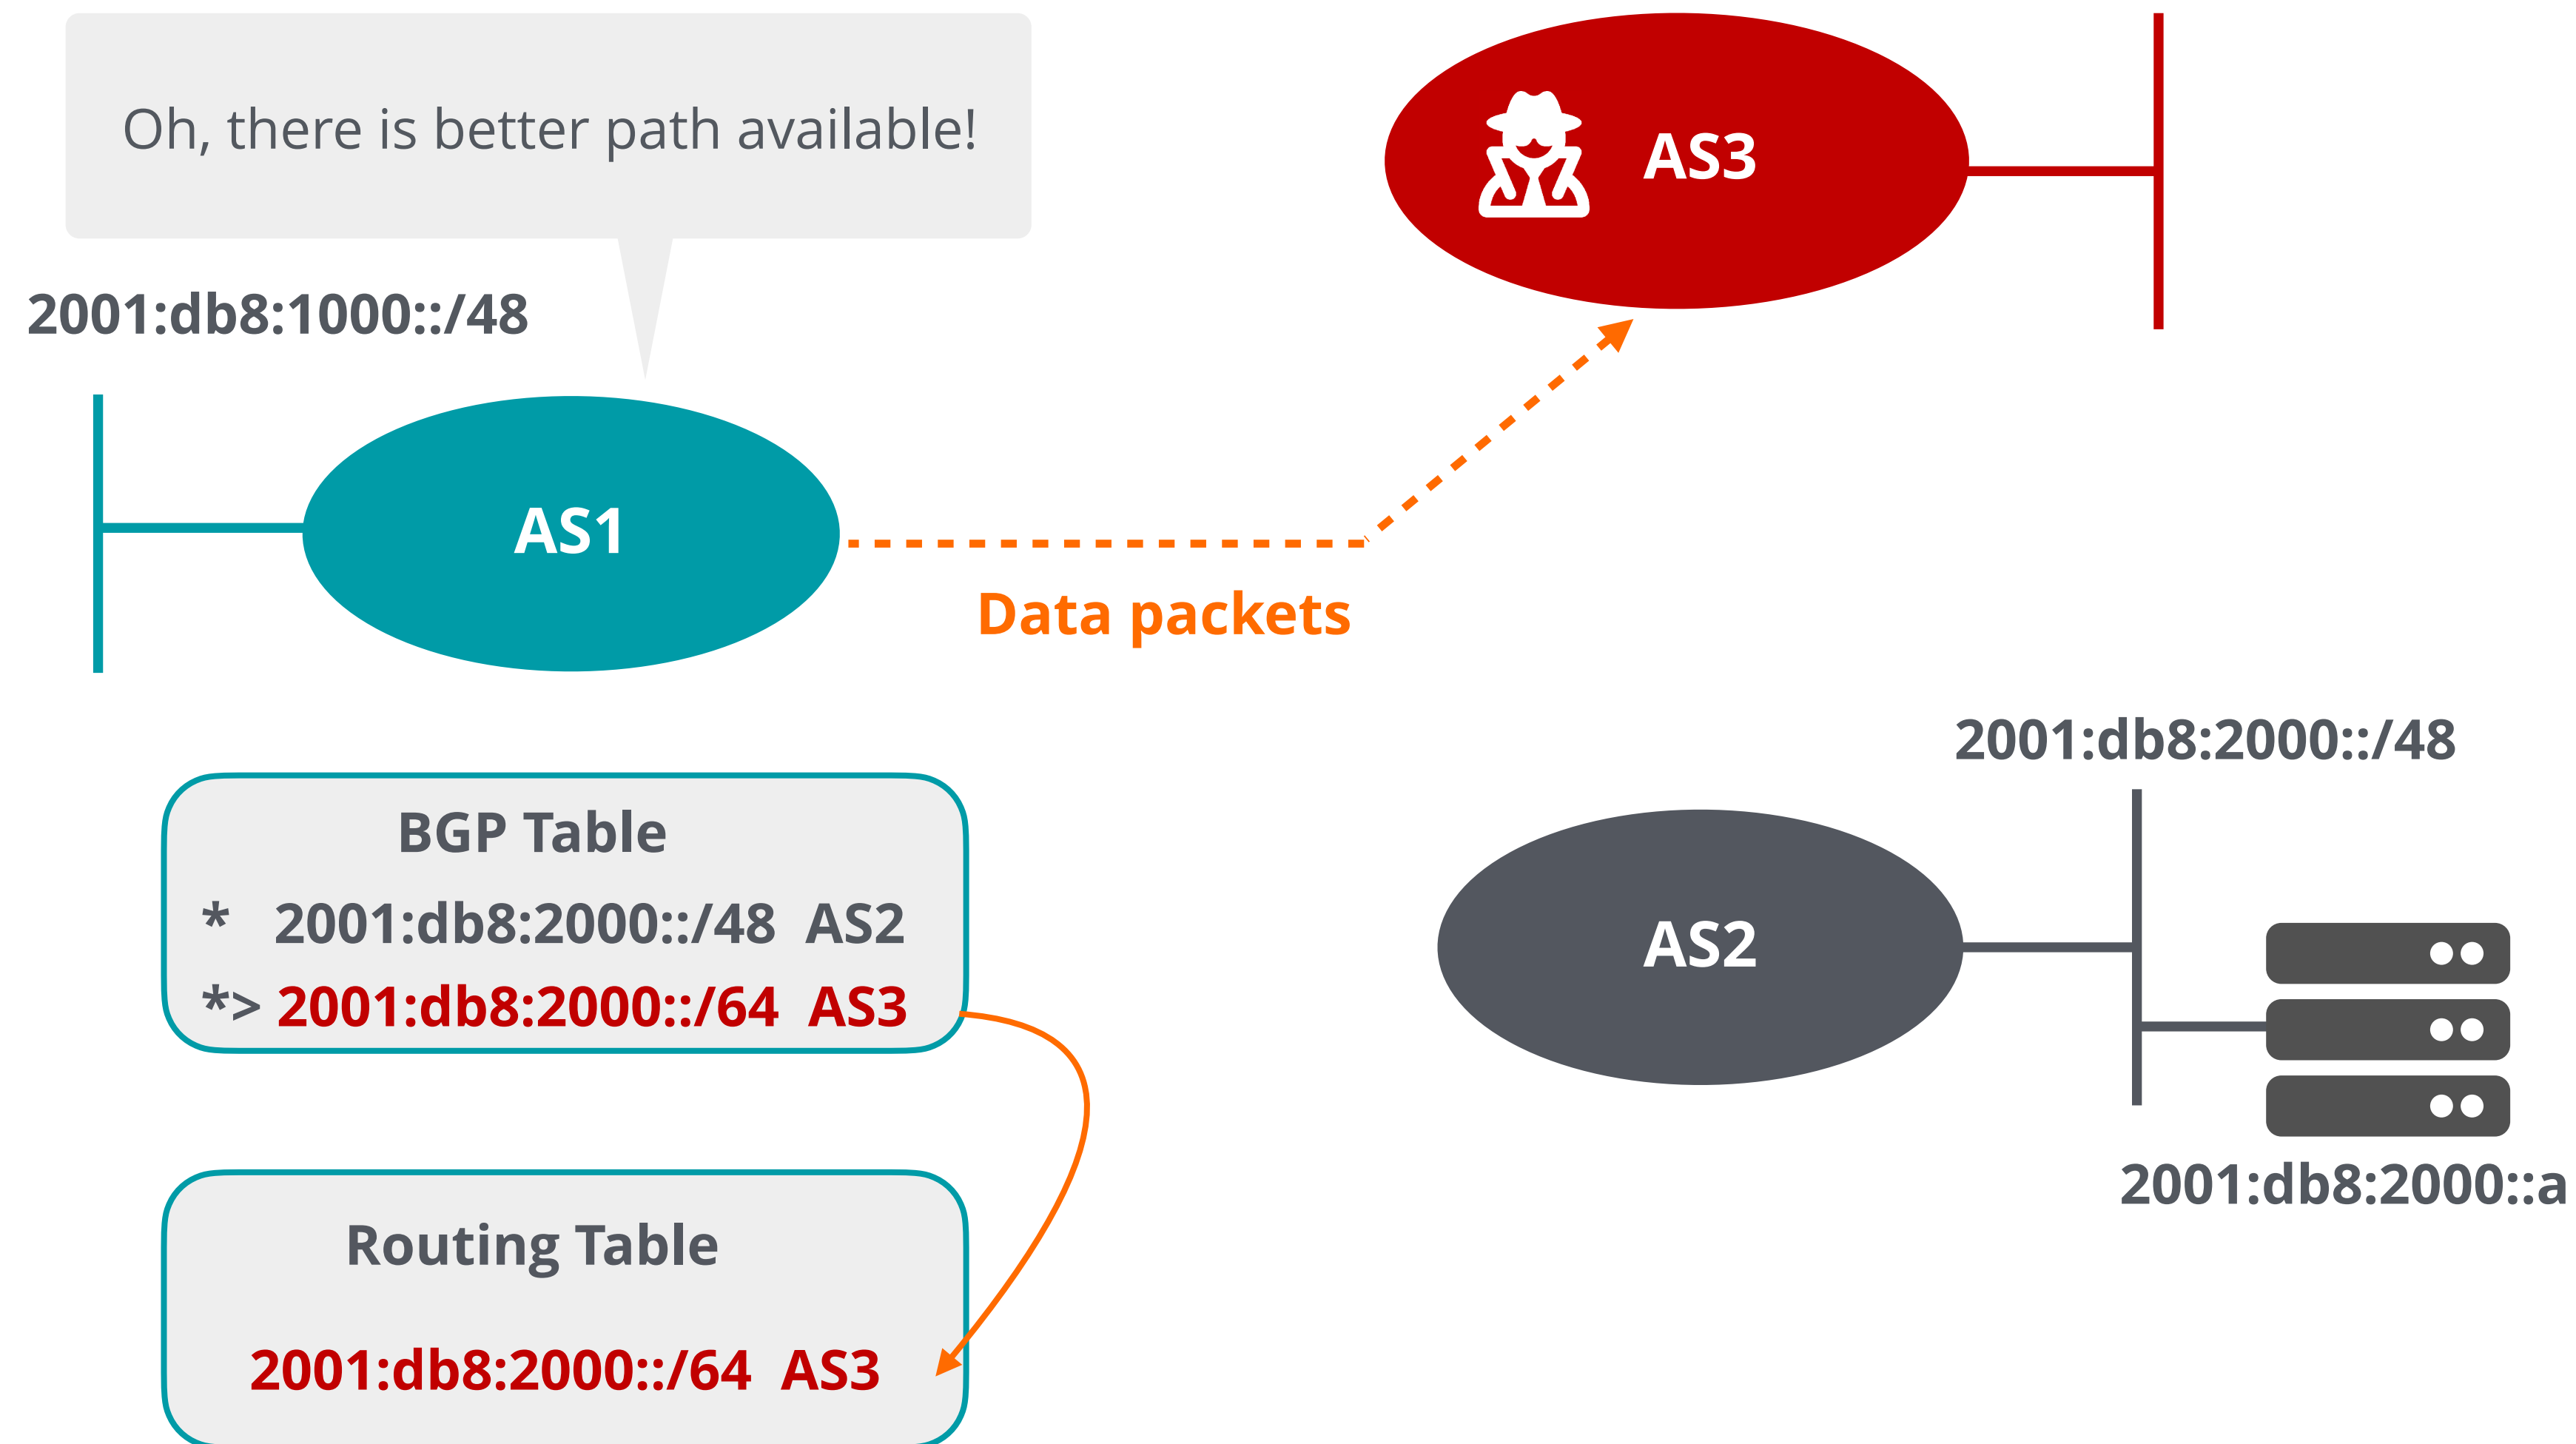 Oh, there is better path available!
AS3
2001:db8:1000::/48
AS1
Data packets
2001:db8:2000::/48
BGP Table
* 2001:db8:2000::/48 AS2
*> 2001:db8:2000::/64 AS3
AS2
2001:db8:2000::a
Routing Table
2001:db8:2000::/64 AS3